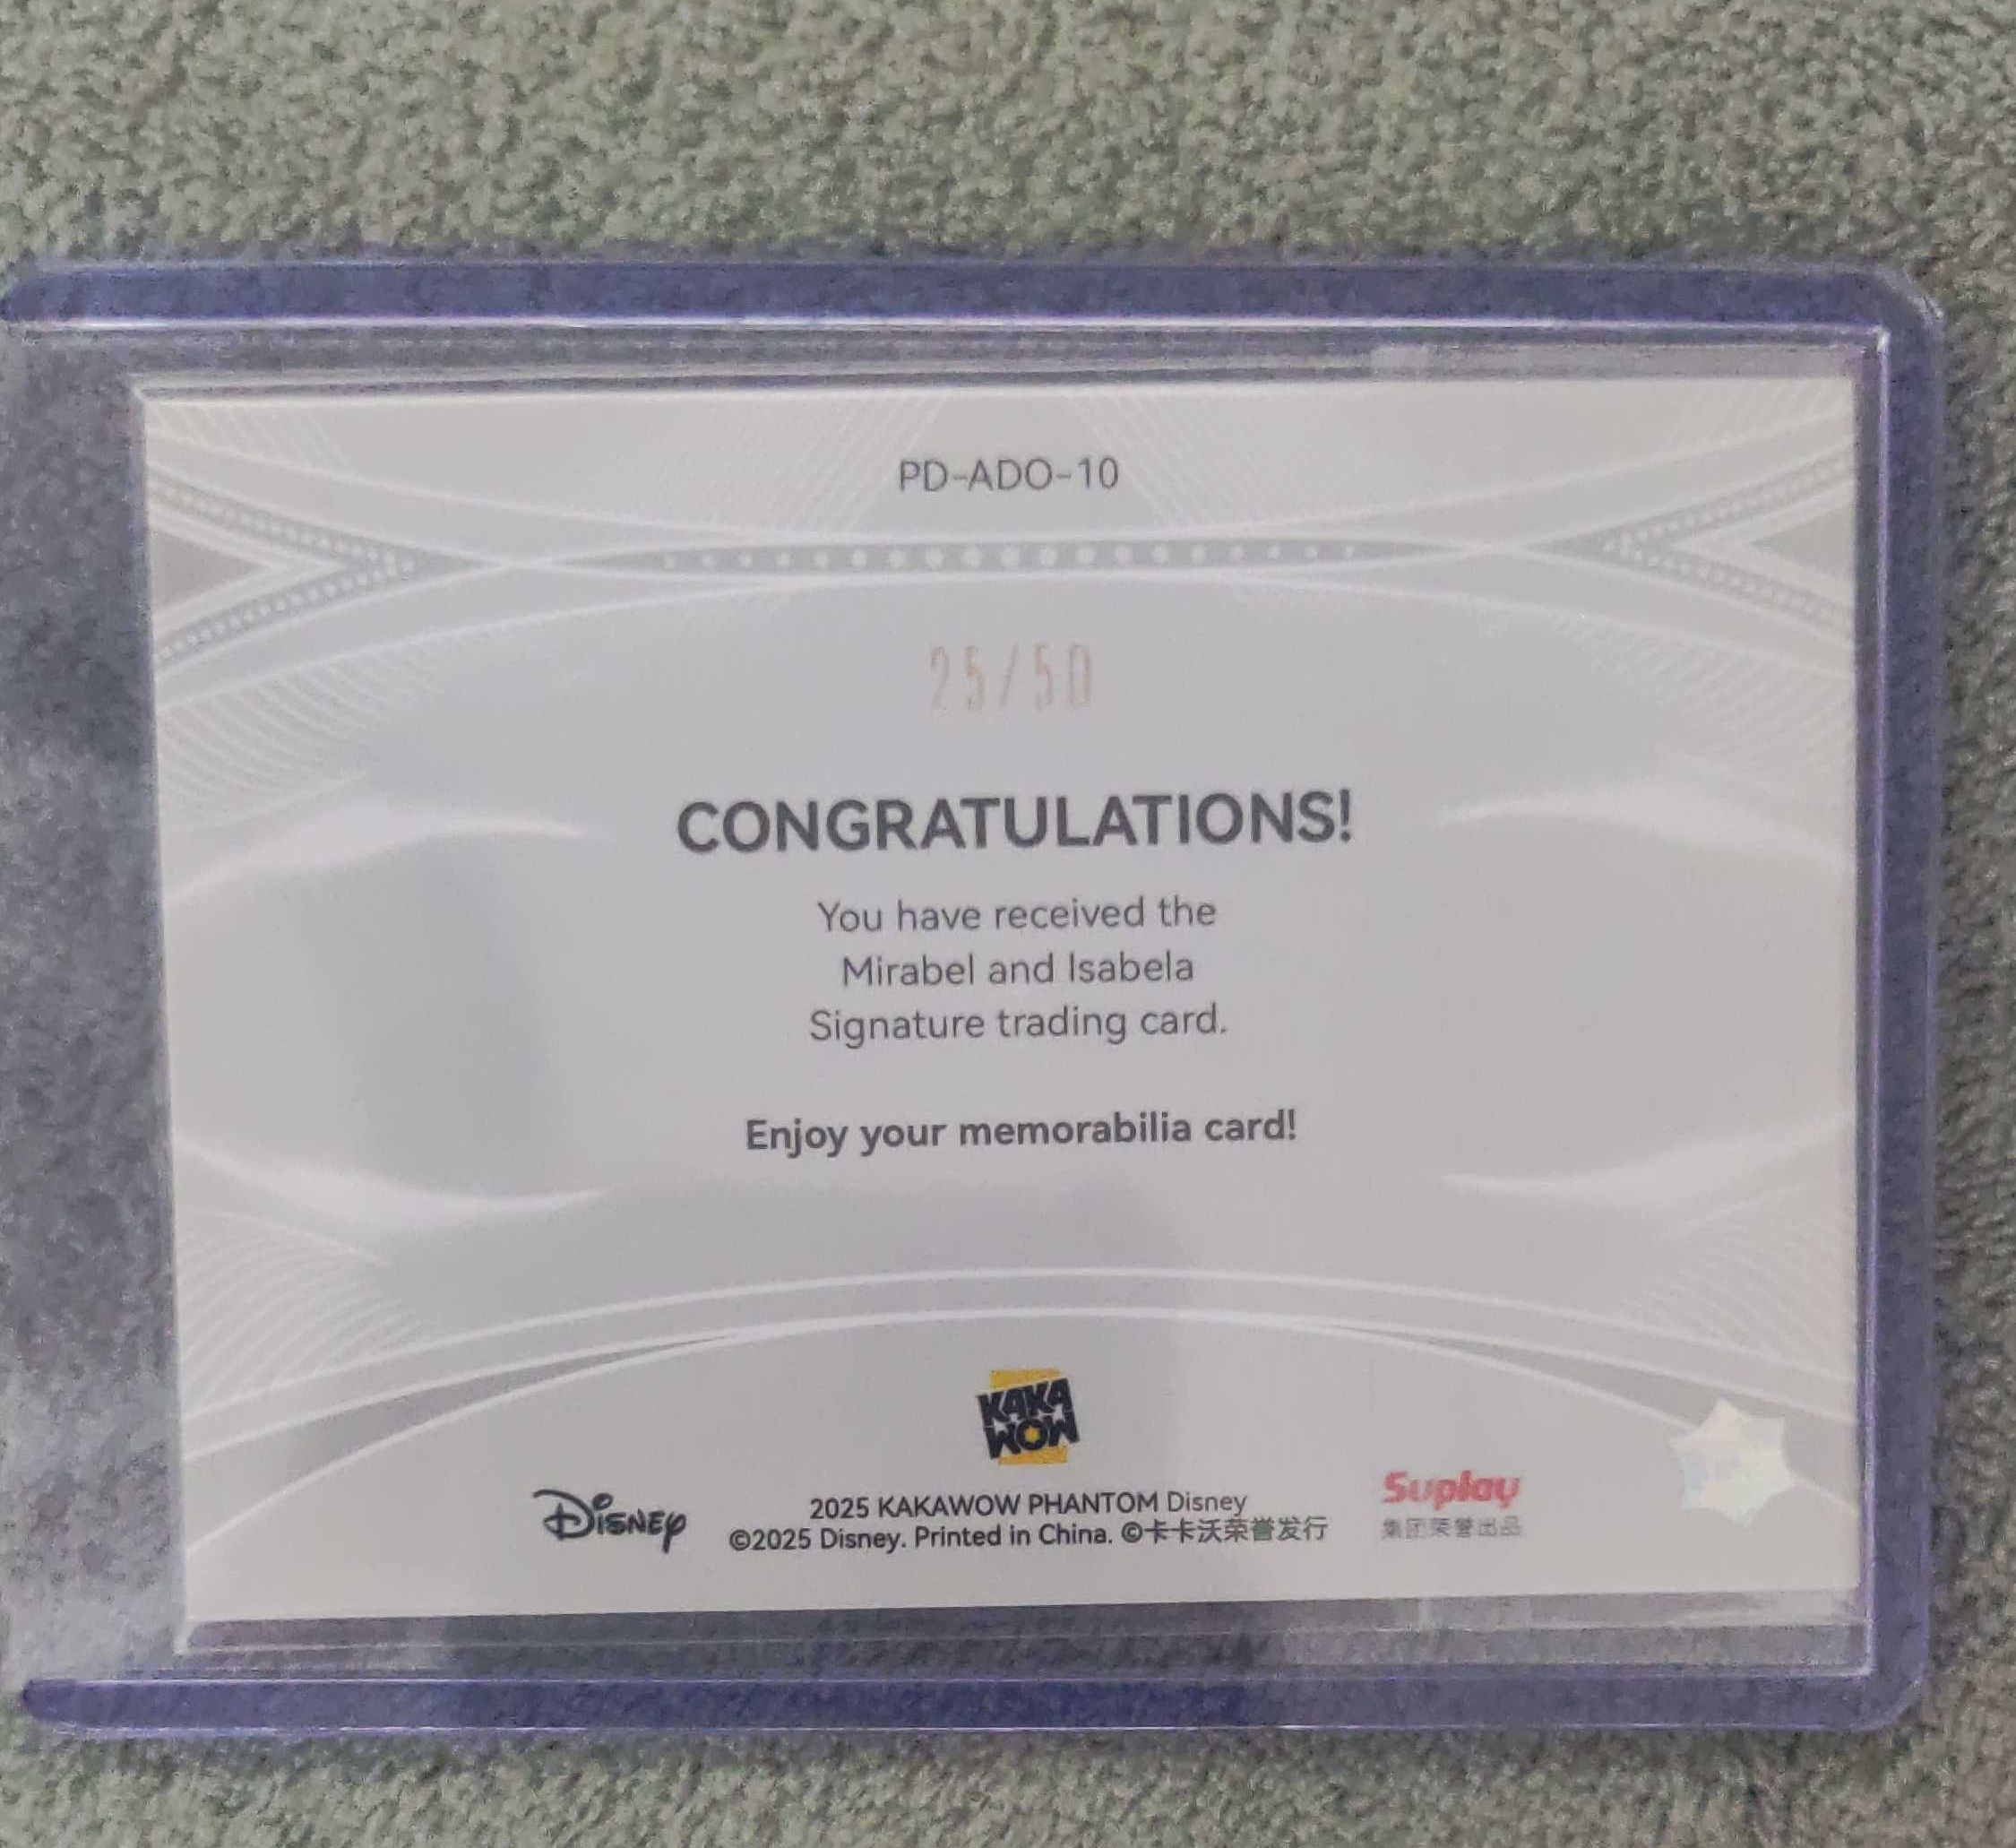 PD-ADO-10
25/50
CONGRATULATIONS!
You have received the
Mirabel and Isabela
Signature trading card.
Enjoy your memorabilia card!
KAKA
WOW
Disney
2025 KAKAWOW PHANTOM Disney
©2025 Disney. Printed in China. ©卡卡沃荣誉发行
Suplay
集团荣誉出品